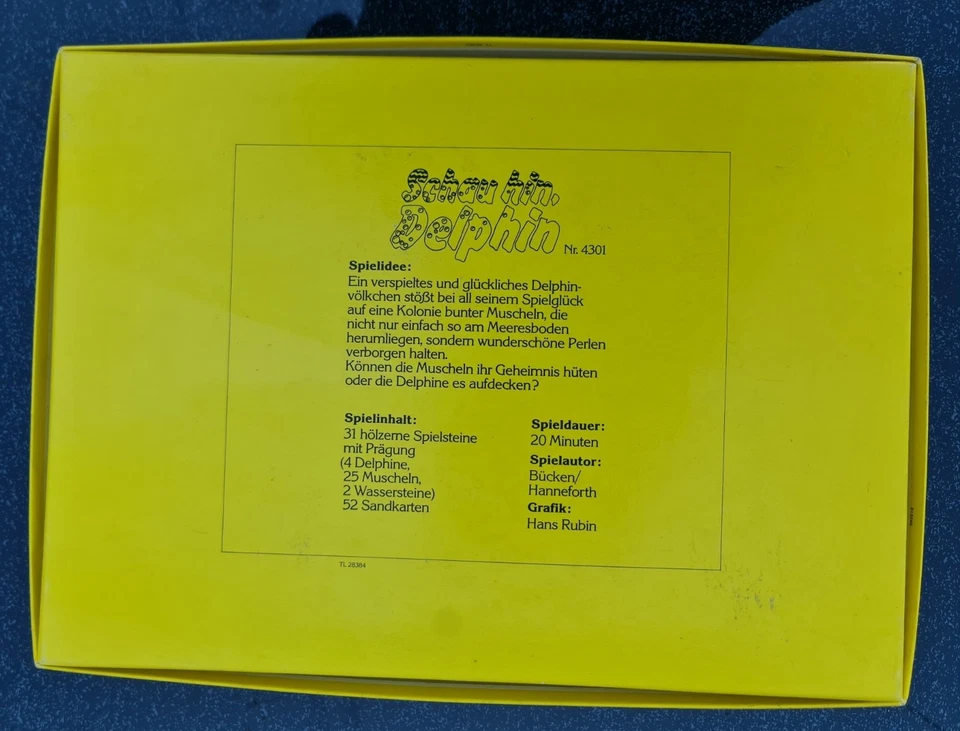 Schau hin,
Delphin
Nr. 4301
Spielidee:
Ein verspieltes und glückliches Delphin-
völkchen stößt bei all seinem Spielglück
auf eine Kolonie bunter Muscheln, die
nicht nur einfach so am Meeresboden
herumliegen, sondern wunderschöne Perlen
verborgen halten.
Können die Muscheln ihr Geheimnis hüten
oder die Delphine es aufdecken?
Spielinhalt:
31 hölzerne Spielsteine
mit Prägung
(4 Delphine,
25 Muscheln,
2 Wassersteine)
52 Sandkarten
Spieldauer:
20 Minuten
Spielautor:
Bücken/
Hanneforth
Grafik:
Hans Rubin
TL 28384